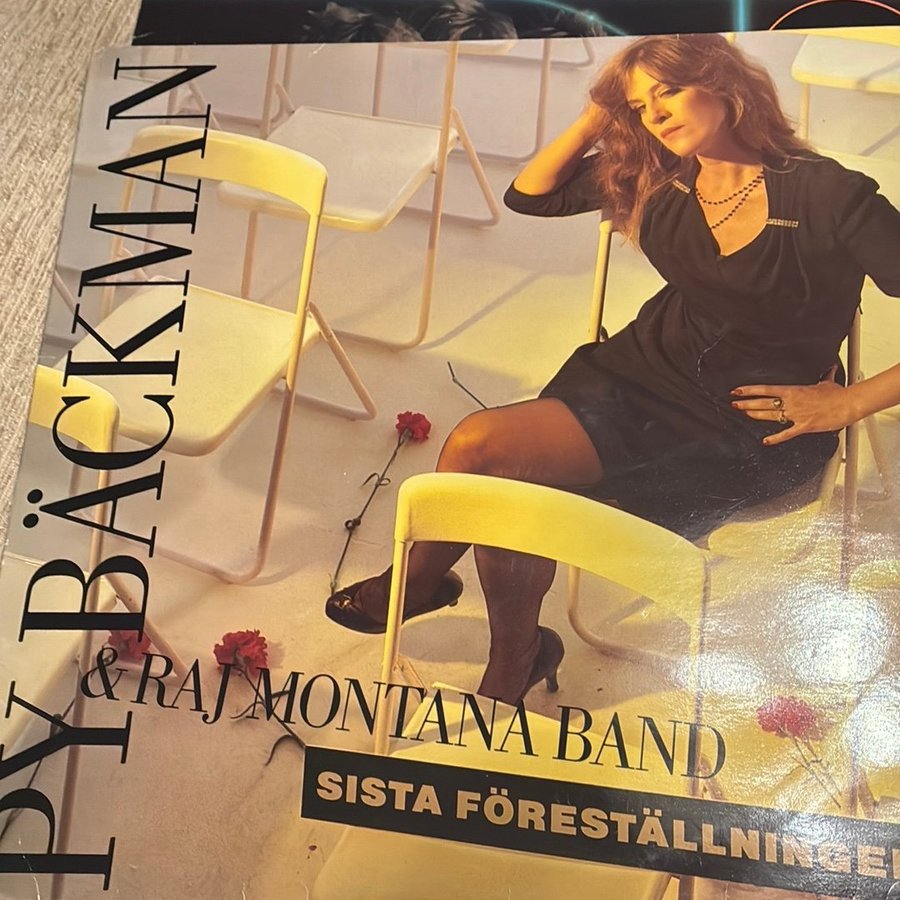 PY BÄCKMAN
& RAJ MONTANA BAND
SISTA FÖRESTÄLLNINGEN